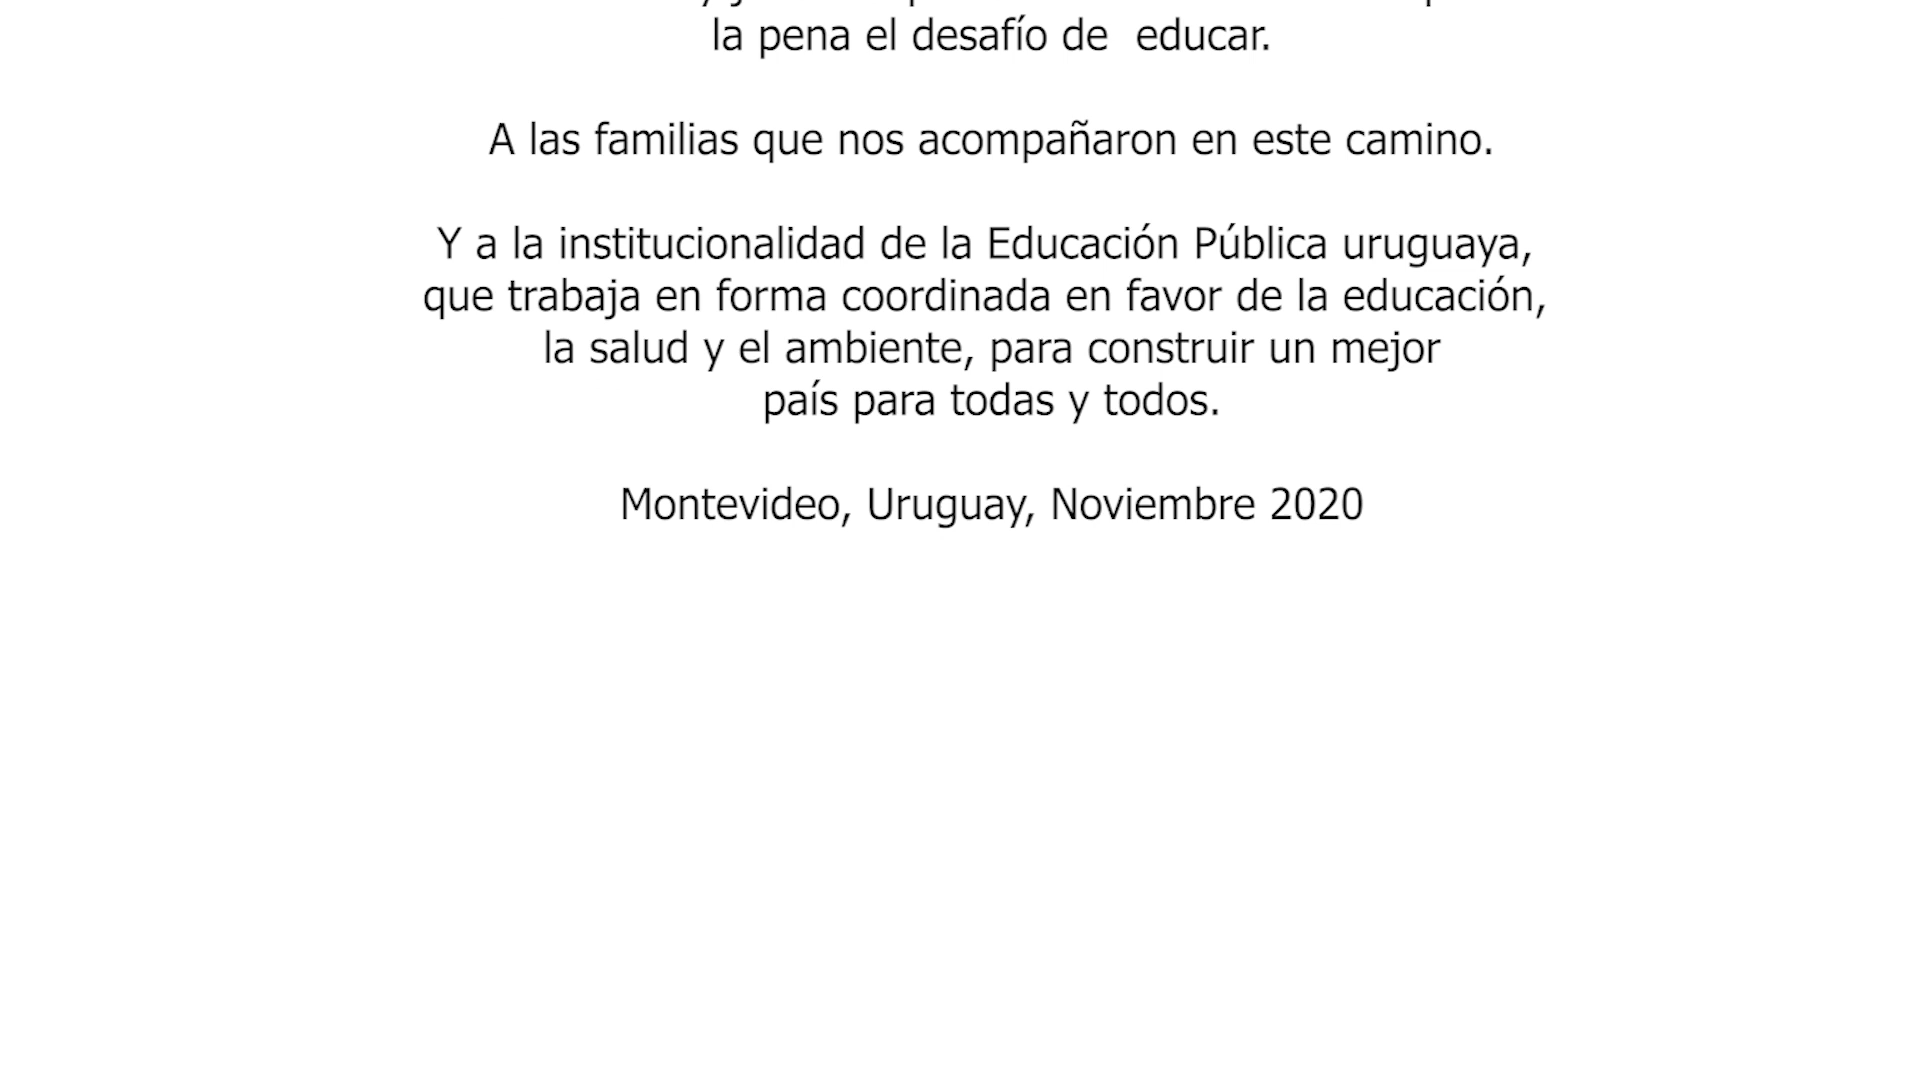 la pena el desafío de  educar.
A las familias que nos acompañaron en este camino.
Y a la institucionalidad de la Educación Pública uruguaya,
que trabaja en forma coordinada en favor de la educación,
la salud y el ambiente, para construir un mejor
país para todas y todos.
Montevideo, Uruguay, Noviembre 2020